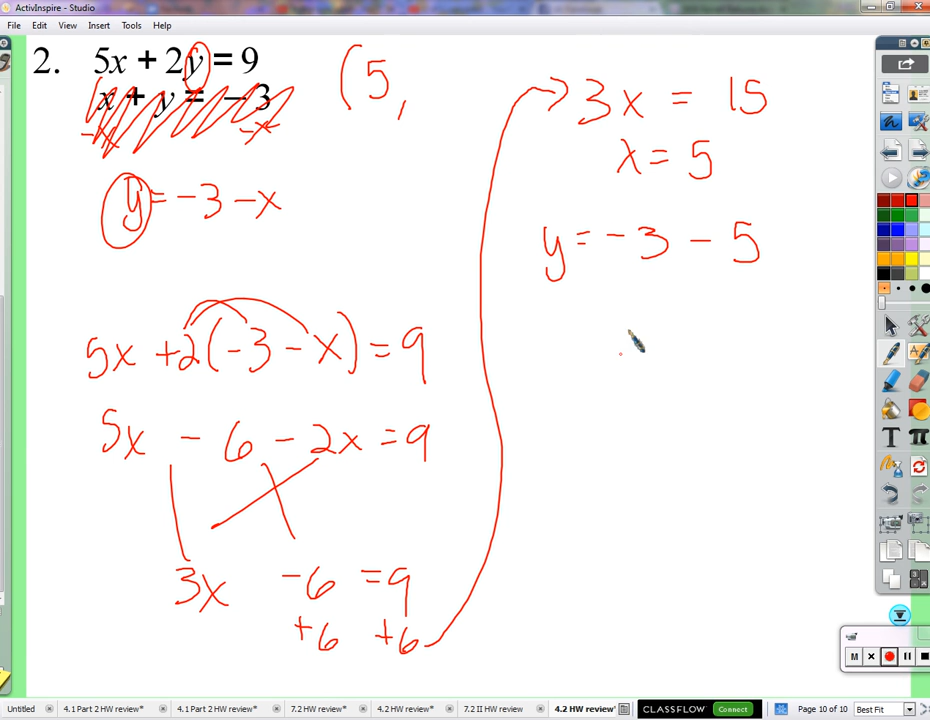 ActivInspire - Studio
File Edit View Insert Tools Help
2. 5x + 2y = 9
x + y = - 3
-x -x
y = -3 - x
5x + 2(-3 - x) = 9
5x - 6 - 2x = 9
3x -6 = 9
+6 +6
(5,
3x = 15
x = 5
y = -3 - 5
Untitled 4.1 Part 2 HW review* 4.1 Part 2 HW review* 7.2 HW review* 4.2 HW review* 7.2 II HW 4.2 HW review* CLASSFLOW Connect Page 10 of 10 Best Fit
T π
M